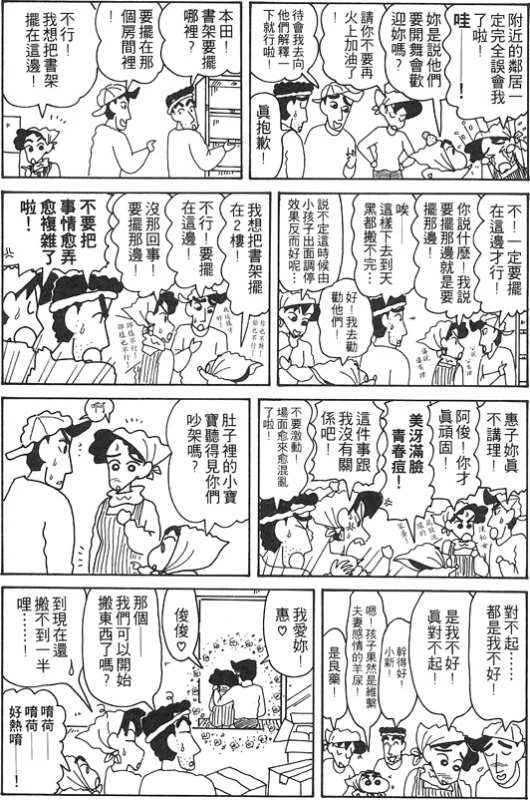 附近的鄰居一
定完全誤會我
了啦！
哇——！
妳是說他們
要開舞會歡
迎妳嗎？
請你不要再
火上加油了
待會我去向
他們解釋一
下就行啦！
真抱歉！
本田！
書架要擺
哪裡？
要擺在那
個房間裡
不行！
我想把書架
擺在這邊！
不！一定要擺
在這邊才行！
你說什麼！我說
要擺那邊就是要
擺那邊！
唉——
這樣下去到天
黑都搬不完…
說不定這時候由
小孩子出面調停
效果反而好呢…
好！我去勸
勸他們！
我想把書架擺
在2樓！
不行！要擺
在這邊！
沒那回事
要擺那邊！
不要把
事情愈弄
愈複雜了
啦！
惠子妳真
不講理！
阿俊！你才
真頑固！
美冴滿臉
青春痘！
這件事跟
我沒有關
係吧！
不要激動！
場面愈來愈混亂
了啦！
啊！
肚子裡的小寶
寶聽得見你們
吵架嗎？
對不起……
都是我不好！
是我不好！
真對不起！
幹得好！
小新！
嗯！孩子果然是維繫
夫妻感情的羊尿！
是良藥！
我愛妳！
惠♡
俊俊♡
那個——
我們可以開始
搬東西了嗎？
到現在還
搬不到一半
哩……！
唷荷——
唷荷——
好熱唷
——！